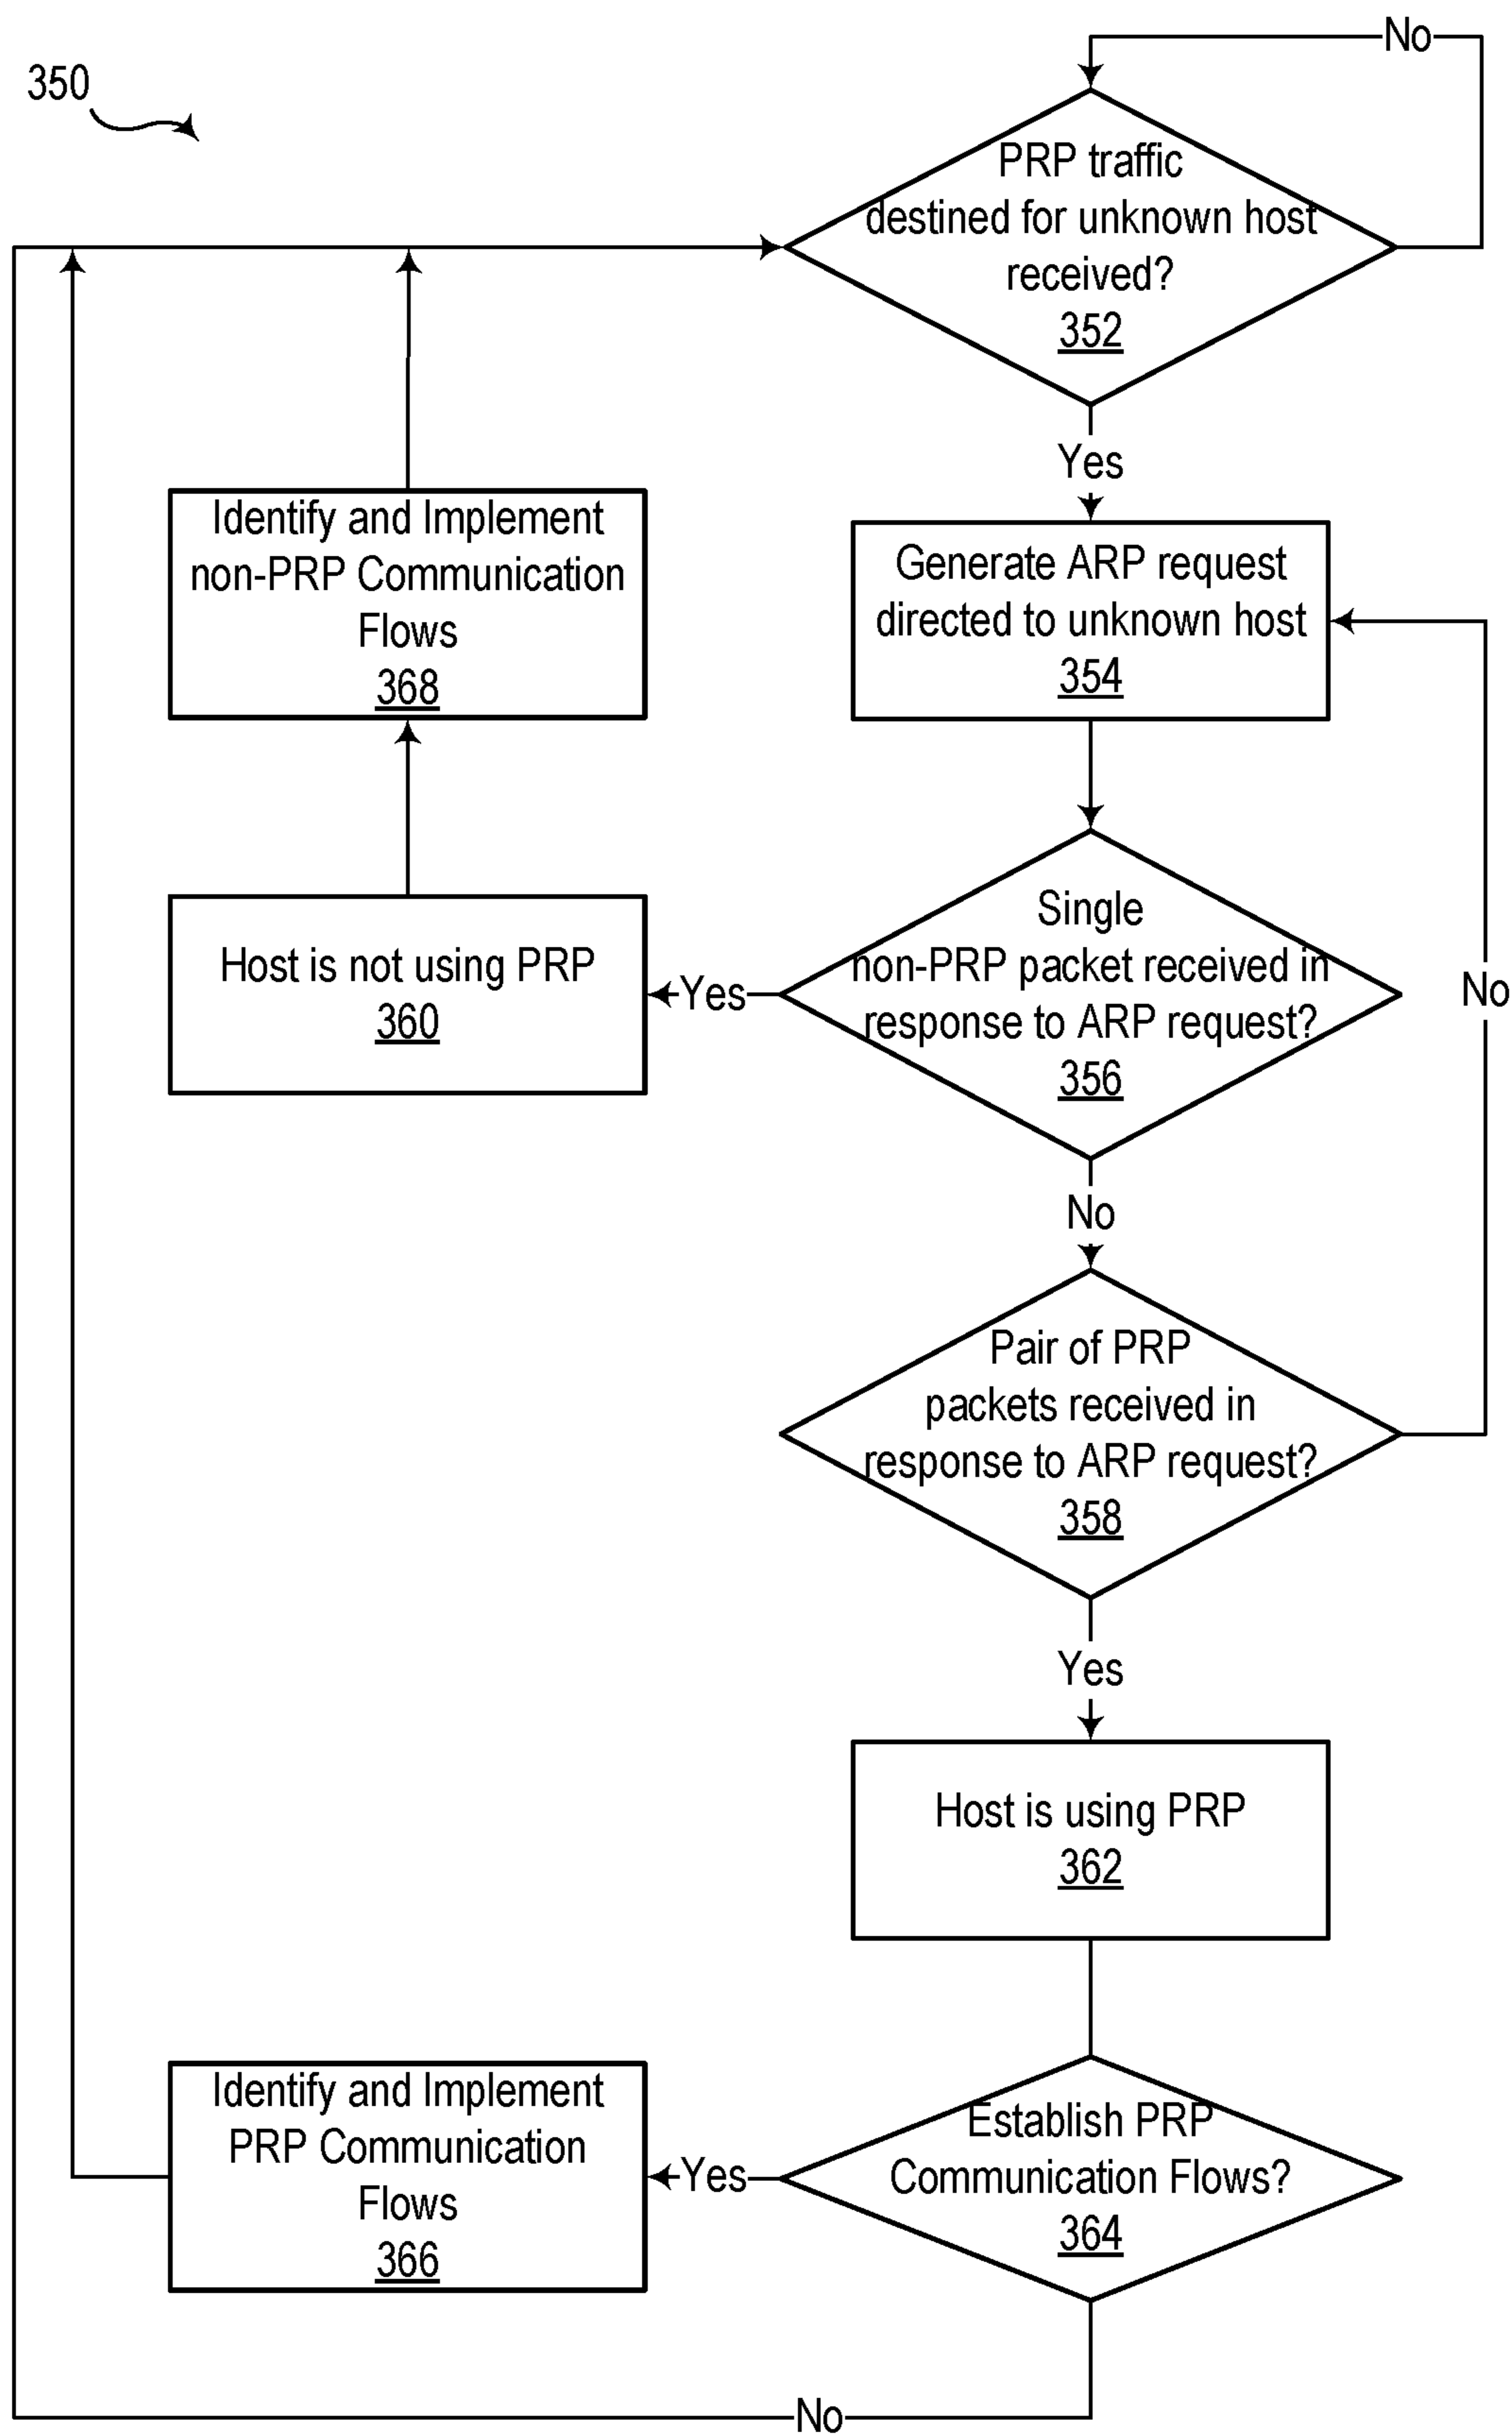 No
350
PRP traffic
destined for unknown host
received?
352
Yes
Identify and Implement
non-PRP Communication
Flows
368
Generate ARP request
directed to unknown host
354
Single
non-PRP packet received in
response to ARP request?
356
Yes
Host is not using PRP
360
No
No
Pair of PRP
packets received in
response to ARP request?
358
Yes
Host is using PRP
362
Identify and Implement
PRP Communication
Flows
366
Yes
Establish PRP
Communication Flows?
364
No